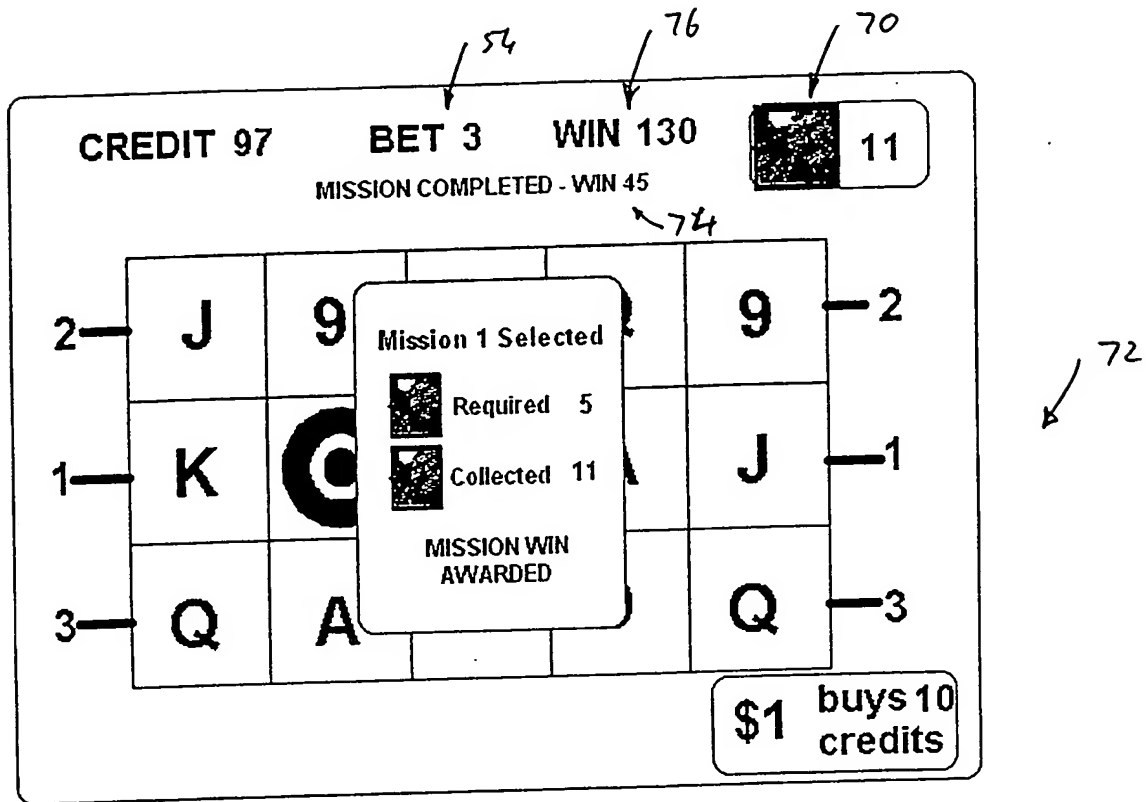 54 76 70
CREDIT 97 BET 3 WIN 130 11
MISSION COMPLETED - WIN 45
74
2 J 9 9 2
Mission 1 Selected
Required 5
72
1 K J 1
Collected 11
MISSION WIN
AWARDED
3 Q A Q 3
$1 buys 10
credits